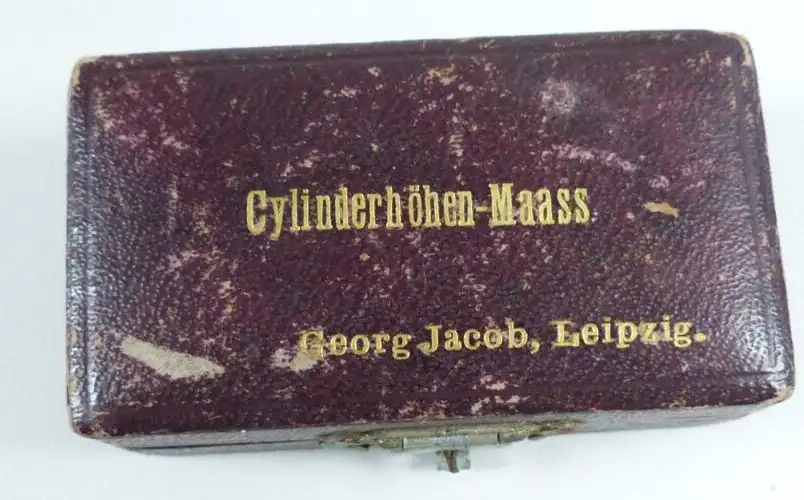 Cylinderhöhen-Maass
Georg Jacob, Leipzig.